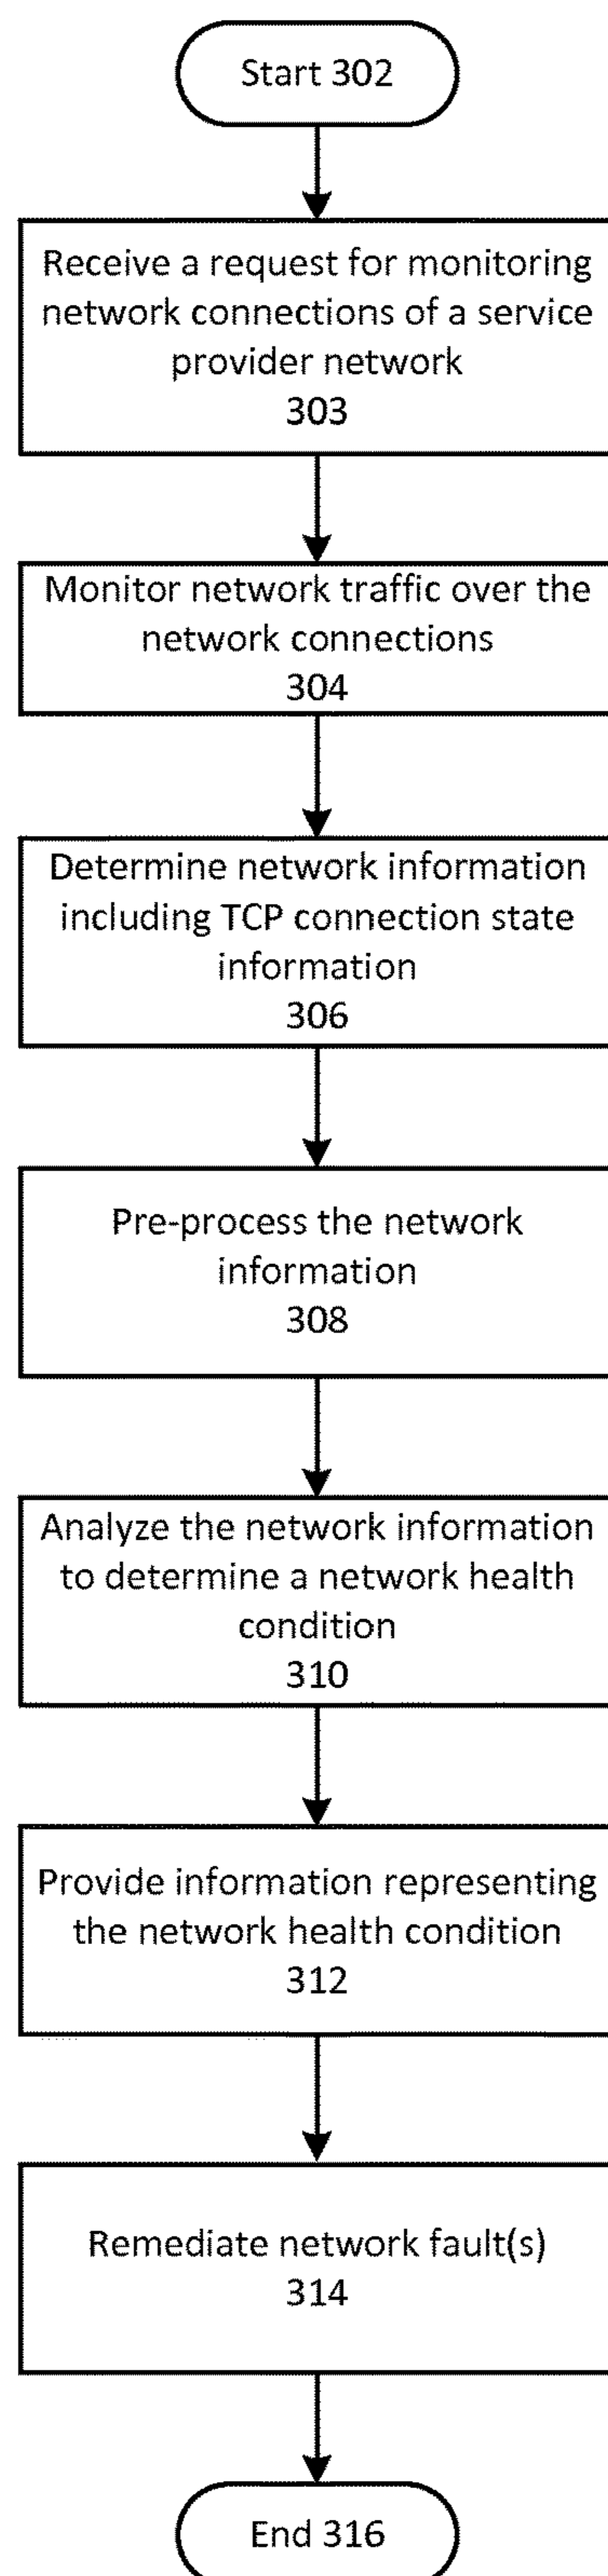 Start 302
Receive a request for monitoring
network connections of a service
provider network
303
Monitor network traffic over the
network connections
304
Determine network information
including TCP connection state
information
306
Pre-process the network
information
308
Analyze the network information
to determine a network health
condition
310
Provide information representing
the network health condition
312
Remediate network fault(s)
314
End 316